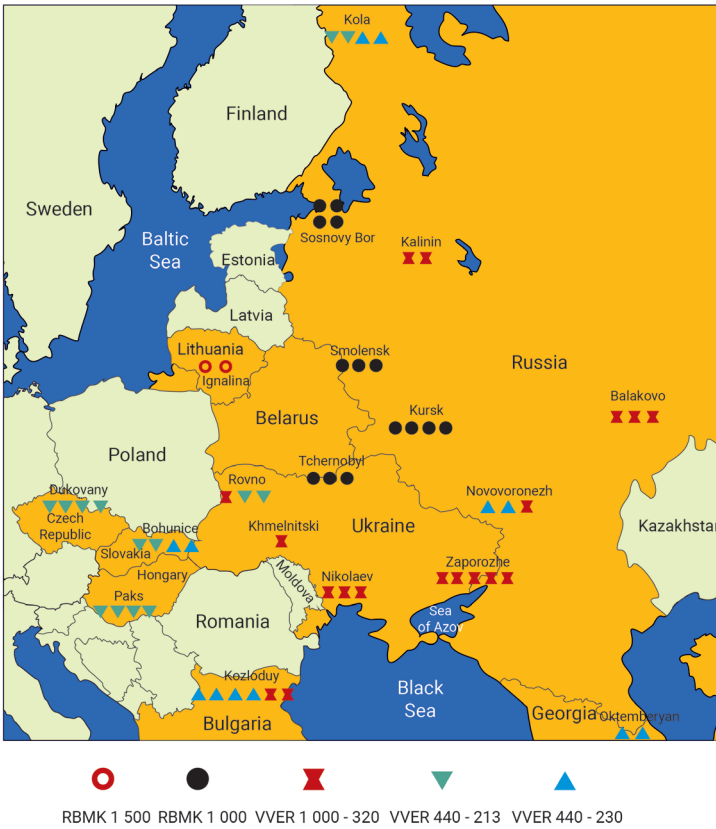 Kola
Finland
Sweden
Sosnovy Bor
Baltic
Sea
Kalinin
Estonia
Latvia
Lithuania
Smolensk
Ignalina
Russia
Balakovo
Belarus
Kursk
Poland
Tchernobyl
Dukovany
Rovno
Novovoronezh
Czech
Republic
Bohunice
Khmelnitski
Ukraine
Kazakhstan
Slovakia
Hongary
Moldova
Zaporozhe
Paks
Nikolaev
Romania
Sea
of Azov
Kozloduy
Black
Sea
Bulgaria
Georgia
Oktemberyan
RBMK 1 500 RBMK 1 000 VVER 1 000 - 320 VVER 440 - 213 VVER 440 - 230